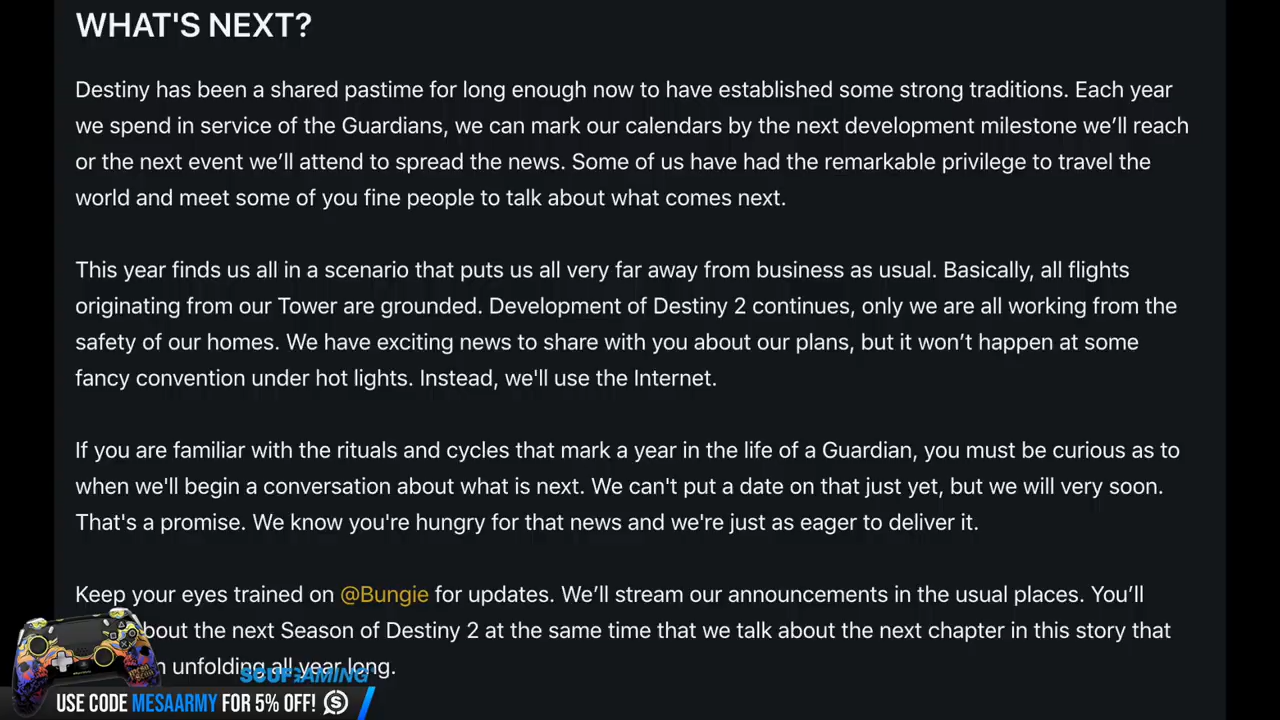 WHAT'S NEXT?
Destiny has been a shared pastime for long enough now to have established some strong traditions. Each year
we spend in service of the Guardians, we can mark our calendars by the next development milestone we’ll reach
or the next event we’ll attend to spread the news. Some of us have had the remarkable privilege to travel the
world and meet some of you fine people to talk about what comes next.
This year finds us all in a scenario that puts us all very far away from business as usual. Basically, all flights
originating from our Tower are grounded. Development of Destiny 2 continues, only we are all working from the
safety of our homes. We have exciting news to share with you about our plans, but it won’t happen at some
fancy convention under hot lights. Instead, we'll use the Internet.
If you are familiar with the rituals and cycles that mark a year in the life of a Guardian, you must be curious as to
when we'll begin a conversation about what is next. We can't put a date on that just yet, but we will very soon.
That's a promise. We know you're hungry for that news and we're just as eager to deliver it.
Keep your eyes trained on @Bungie for updates. We’ll stream our announcements in the usual places. You’ll
bout the next Season of Destiny 2 at the same time that we talk about the next chapter in this story that
n unfolding all year long.
SCUF GAMING
USE CODE MESAARMY FOR 5% OFF!